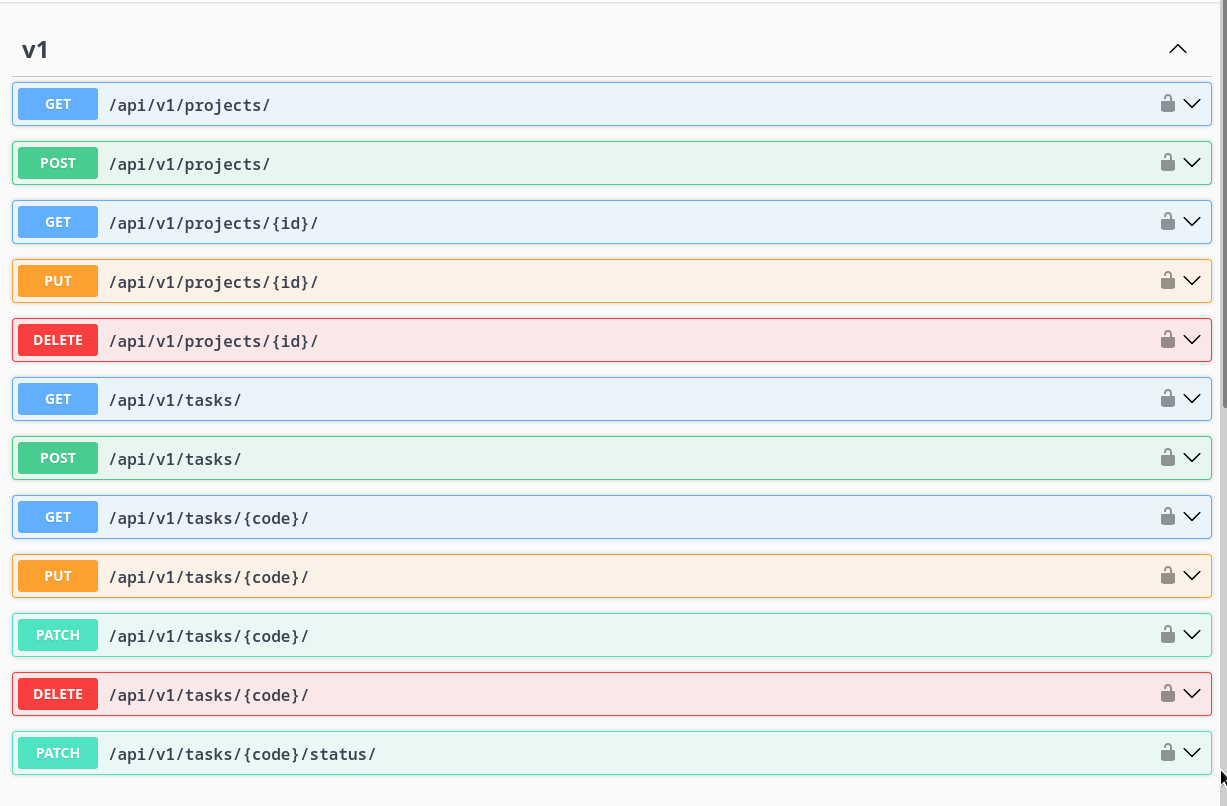 v1
GET /api/v1/projects/
POST /api/v1/projects/
GET /api/v1/projects/{id}/
PUT /api/v1/projects/{id}/
DELETE /api/v1/projects/{id}/
GET /api/v1/tasks/
POST /api/v1/tasks/
GET /api/v1/tasks/{code}/
PUT /api/v1/tasks/{code}/
PATCH /api/v1/tasks/{code}/
DELETE /api/v1/tasks/{code}/
PATCH /api/v1/tasks/{code}/status/